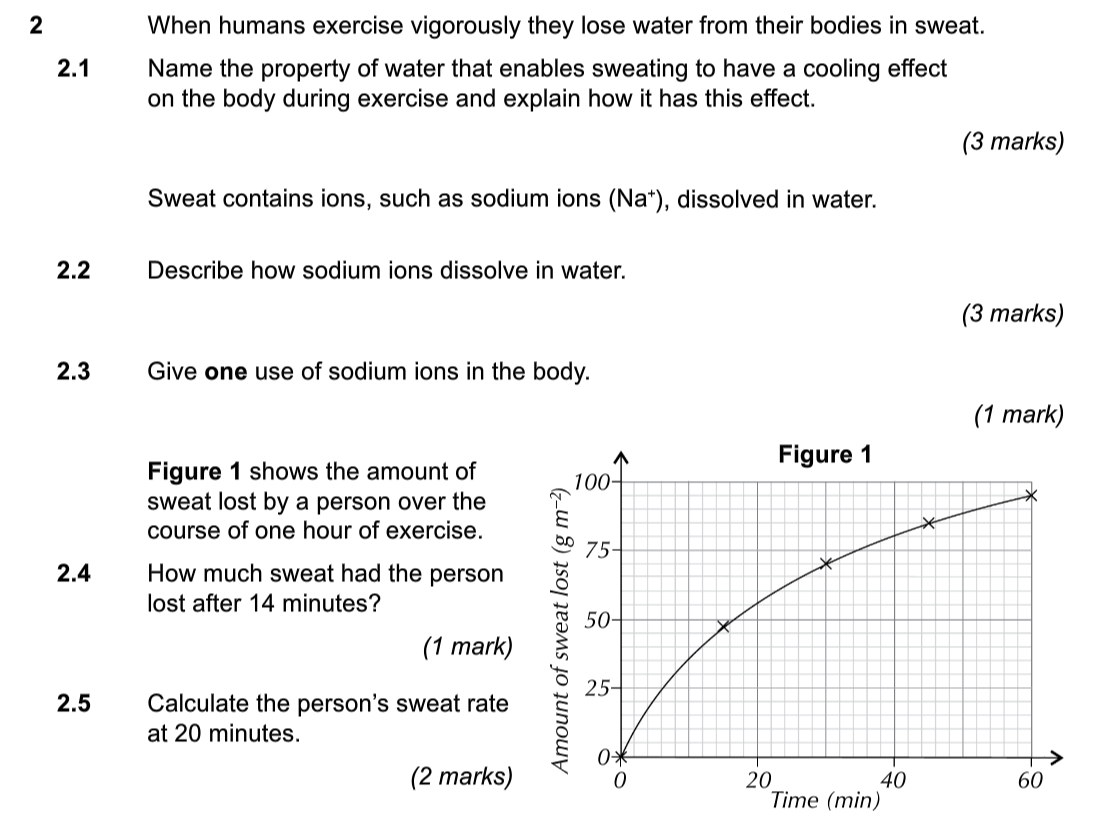 2 When humans exercise vigorously they lose water from their bodies in sweat.
2.1 Name the property of water that enables sweating to have a cooling effect
on the body during exercise and explain how it has this effect.
(3 marks)
Sweat contains ions, such as sodium ions (Na⁺), dissolved in water.
2.2 Describe how sodium ions dissolve in water.
(3 marks)
2.3 Give one use of sodium ions in the body.
(1 mark)
Figure 1 shows the amount of
sweat lost by a person over the
course of one hour of exercise.
2.4 How much sweat had the person
lost after 14 minutes?
(1 mark)
2.5 Calculate the person's sweat rate
at 20 minutes.
(2 marks)
Figure 1
Amount of sweat lost (g m⁻²)
100
75
50
25
0
0 20 40 60
Time (min)